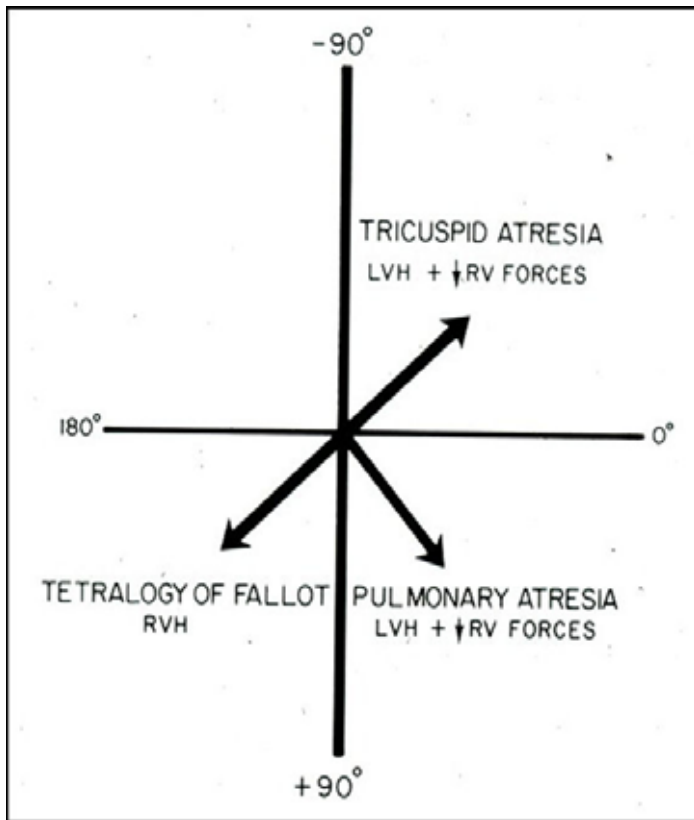 -90°
TRICUSPID ATRESIA
LVH + ↓RV FORCES
180°
0°
TETRALOGY OF FALLOT
RVH
PULMONARY ATRESIA
LVH + ↓RV FORCES
+90°